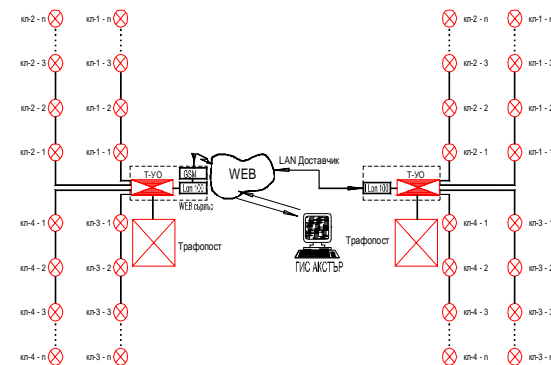 кл-2 - n кл-1 - n кл-2 - n кл-1 - n
кл-2 - 3 кл-1 - 3 кл-2 - 3 кл-1 - 3
кл-2 - 2 кл-1 - 2 кл-2 - 2 кл-1 - 2
кл-2 - 1 кл-1 - 1 кл-2 - 1 кл-1 - 1
LAN Доставчик
Т-УО GSM WEB Т-УО
Lan 100 Lan 100
WEB сървър
кл-4 - 1 кл-3 - 1 кл-4 - 1 кл-3 - 1
Трафопост Трафопост
ГИС АКСТЪР
кл-4 - 2 кл-3 - 2 кл-4 - 2 кл-3 - 2
кл-4 - 3 кл-3 - 3 кл-4 - 3 кл-3 - 3
кл-4 - n кл-3 - n кл-4 - n кл-3 - n